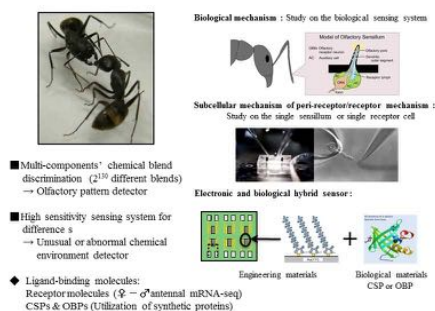 Biological mechanism : Study on the biological sensing system
Model of Olfactory Sensillum
Subcellular mechanism of peri-receptor/receptor mechanism :
Study on the single sensillum or single receptor cell
■Multi-components' chemical blend
discrimination (2¹³⁰ different blends)
→ Olfactory pattern detector
■High sensitivity sensing system for
difference s
→ Unusual or abnormal chemical
environment detector
◆ Ligand-binding molecules:
Receptor molecules (♀ − ♂antennal mRNA-seq)
CSPs & OBPs (Utilization of synthetic proteins)
Electronic and biological hybrid sensor :
+
Engineering materials
Biological materials
CSP or OBP